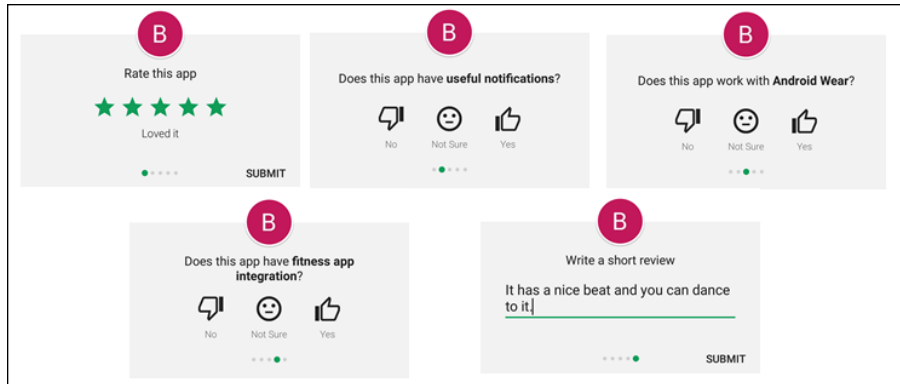 B
Rate this app
Loved it
SUBMIT
B
Does this app have useful notifications?
No Not Sure Yes
B
Does this app work with Android Wear?
No Not Sure Yes
B
Does this app have fitness app
integration?
No Not Sure Yes
B
Write a short review
It has a nice beat and you can dance
to it.
SUBMIT